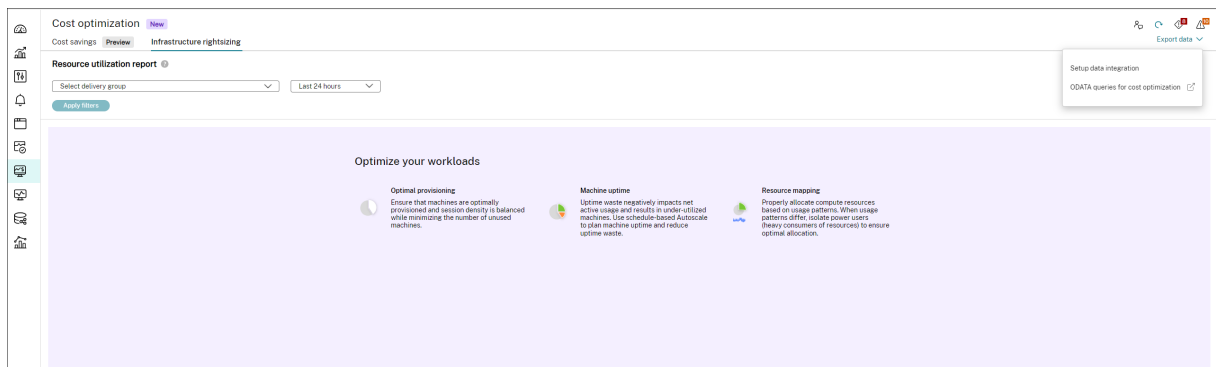 Cost optimization New
Cost savings Preview Infrastructure rightsizing
Export data
Resource utilization report
Setup data integration
ODATA queries for cost optimization
Select delivery group
Last 24 hours
Apply filters
Optimize your workloads
Optimal provisioning
Ensure that machines are optimally
provisioned and session density is balanced
while minimizing the number of unused
machines.
Machine uptime
Uptime waste negatively impacts net
active usage and results in under-utilized
machines. Use schedule-based Autoscale
to plan machine uptime and reduce
uptime waste.
Resource mapping
Properly allocate compute resources
based on usage patterns. When usage
patterns differ, isolate power users
(heavy consumers of resources) to ensure
optimal allocation.